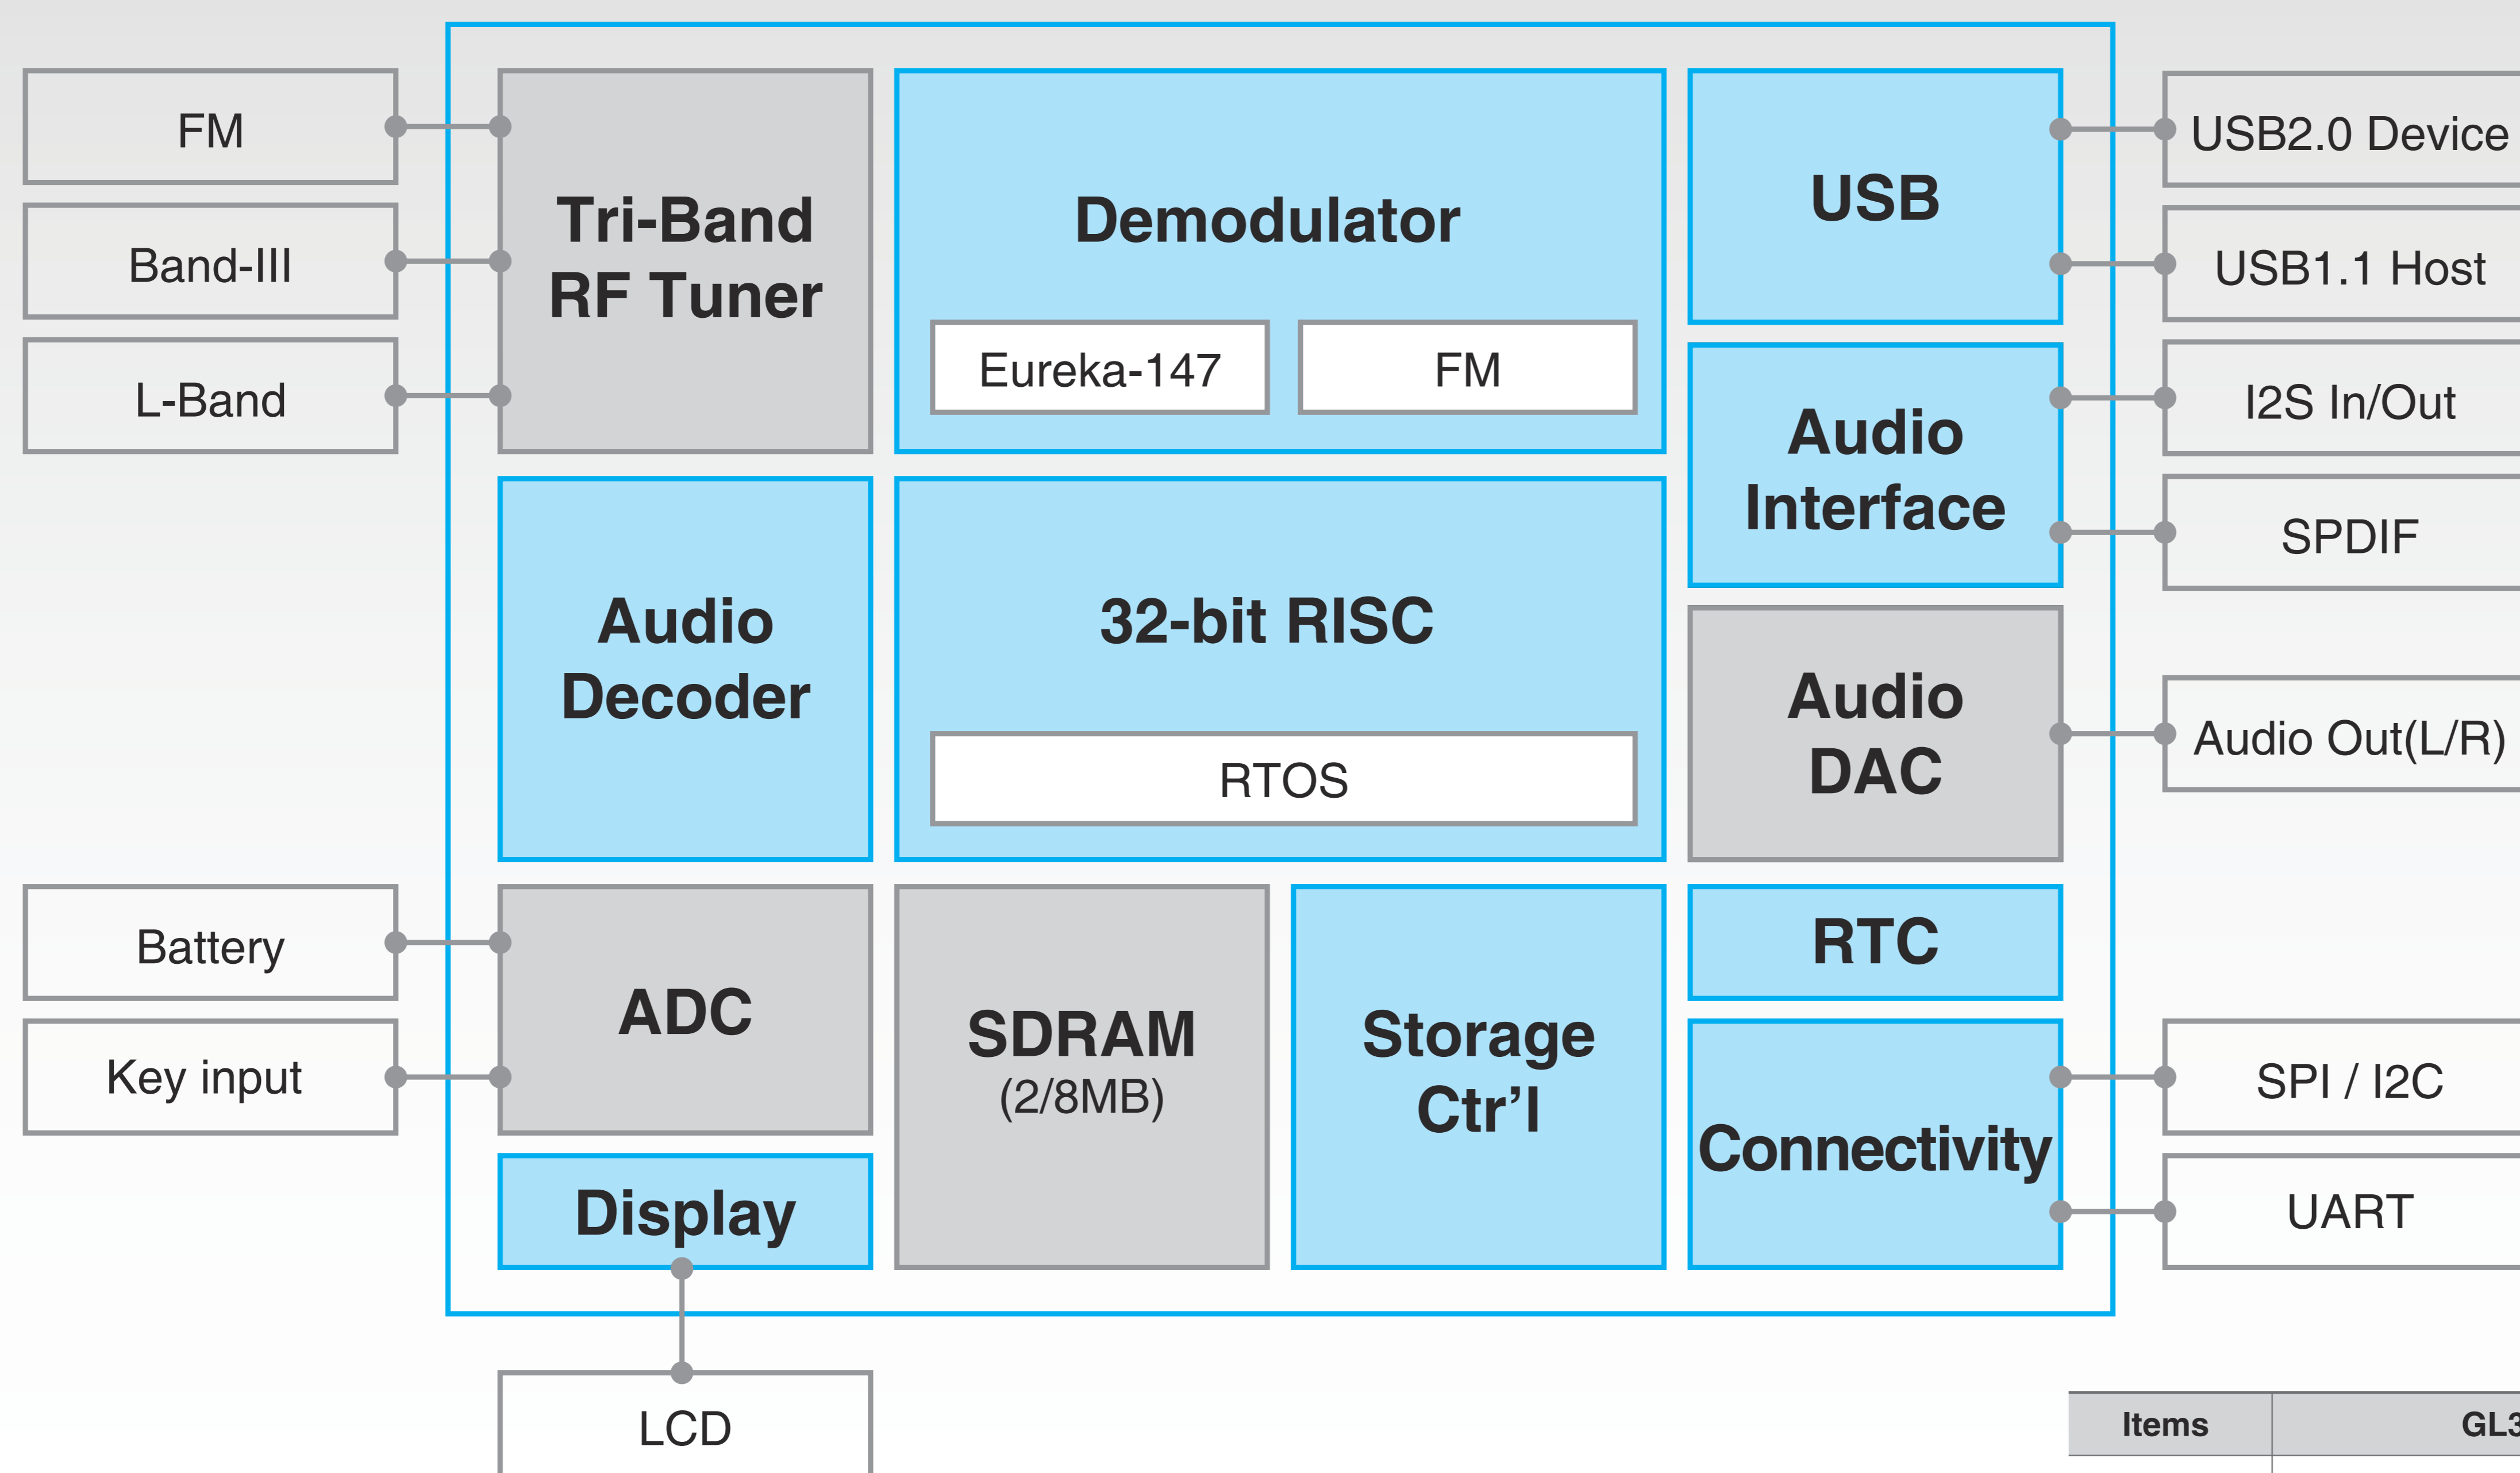 FM
Band-III
L-Band
Tri-Band
RF Tuner
Demodulator
Eureka-147
FM
USB
USB2.0 Device
USB1.1 Host
Audio
Interface
I2S In/Out
SPDIF
Audio
Decoder
32-bit RISC
RTOS
Audio
DAC
Audio Out(L/R)
Battery
Key input
ADC
SDRAM
(2/8MB)
Storage
Ctr’l
RTC
Connectivity
SPI / I2C
UART
Display
LCD
Items